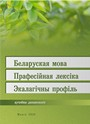 Беларуская мова
Прафесійная лексіка
Экалагічны профіль